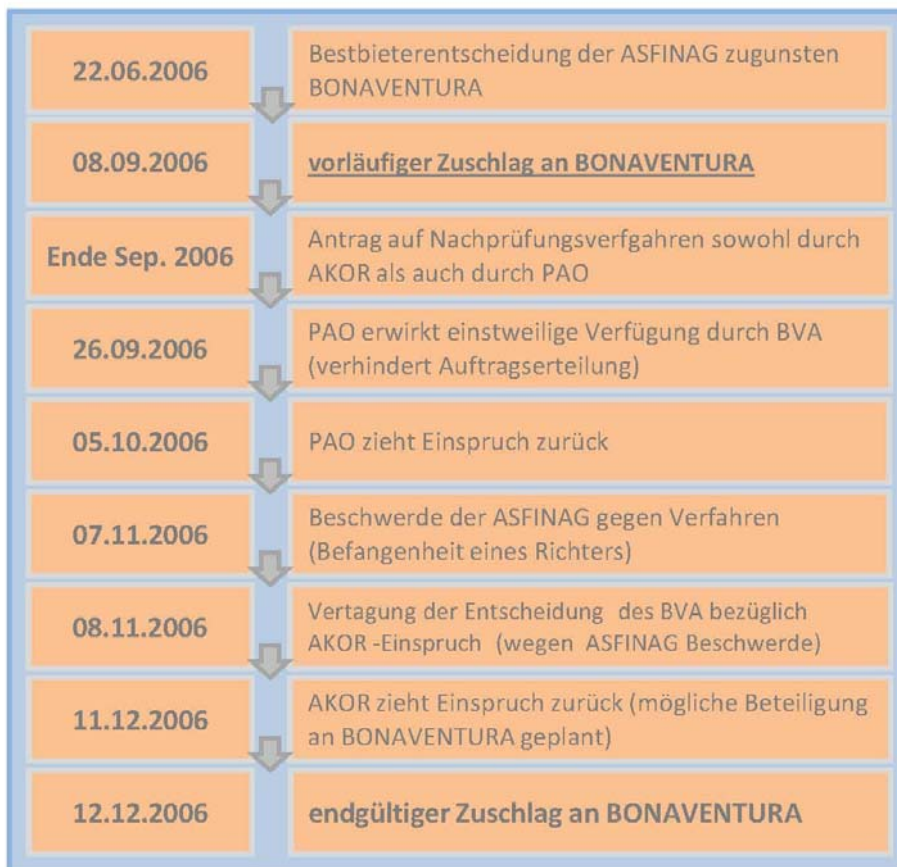 22.06.2006
Bestbieterentscheidung der ASFINAG zugunsten
BONAVENTURA
08.09.2006
vorläufiger Zuschlag an BONAVENTURA
Ende Sep. 2006
Antrag auf Nachprüfungsverfgahren sowohl durch
AKOR als auch durch PAO
26.09.2006
PAO erwirkt einstweilige Verfügung durch BVA
(verhindert Auftragserteilung)
05.10.2006
PAO zieht Einspruch zurück
07.11.2006
Beschwerde der ASFINAG gegen Verfahren
(Befangenheit eines Richters)
08.11.2006
Vertagung der Entscheidung des BVA bezüglich
AKOR -Einspruch (wegen ASFINAG Beschwerde)
11.12.2006
AKOR zieht Einspruch zurück (mögliche Beteiligung
an BONAVENTURA geplant)
12.12.2006
endgültiger Zuschlag an BONAVENTURA